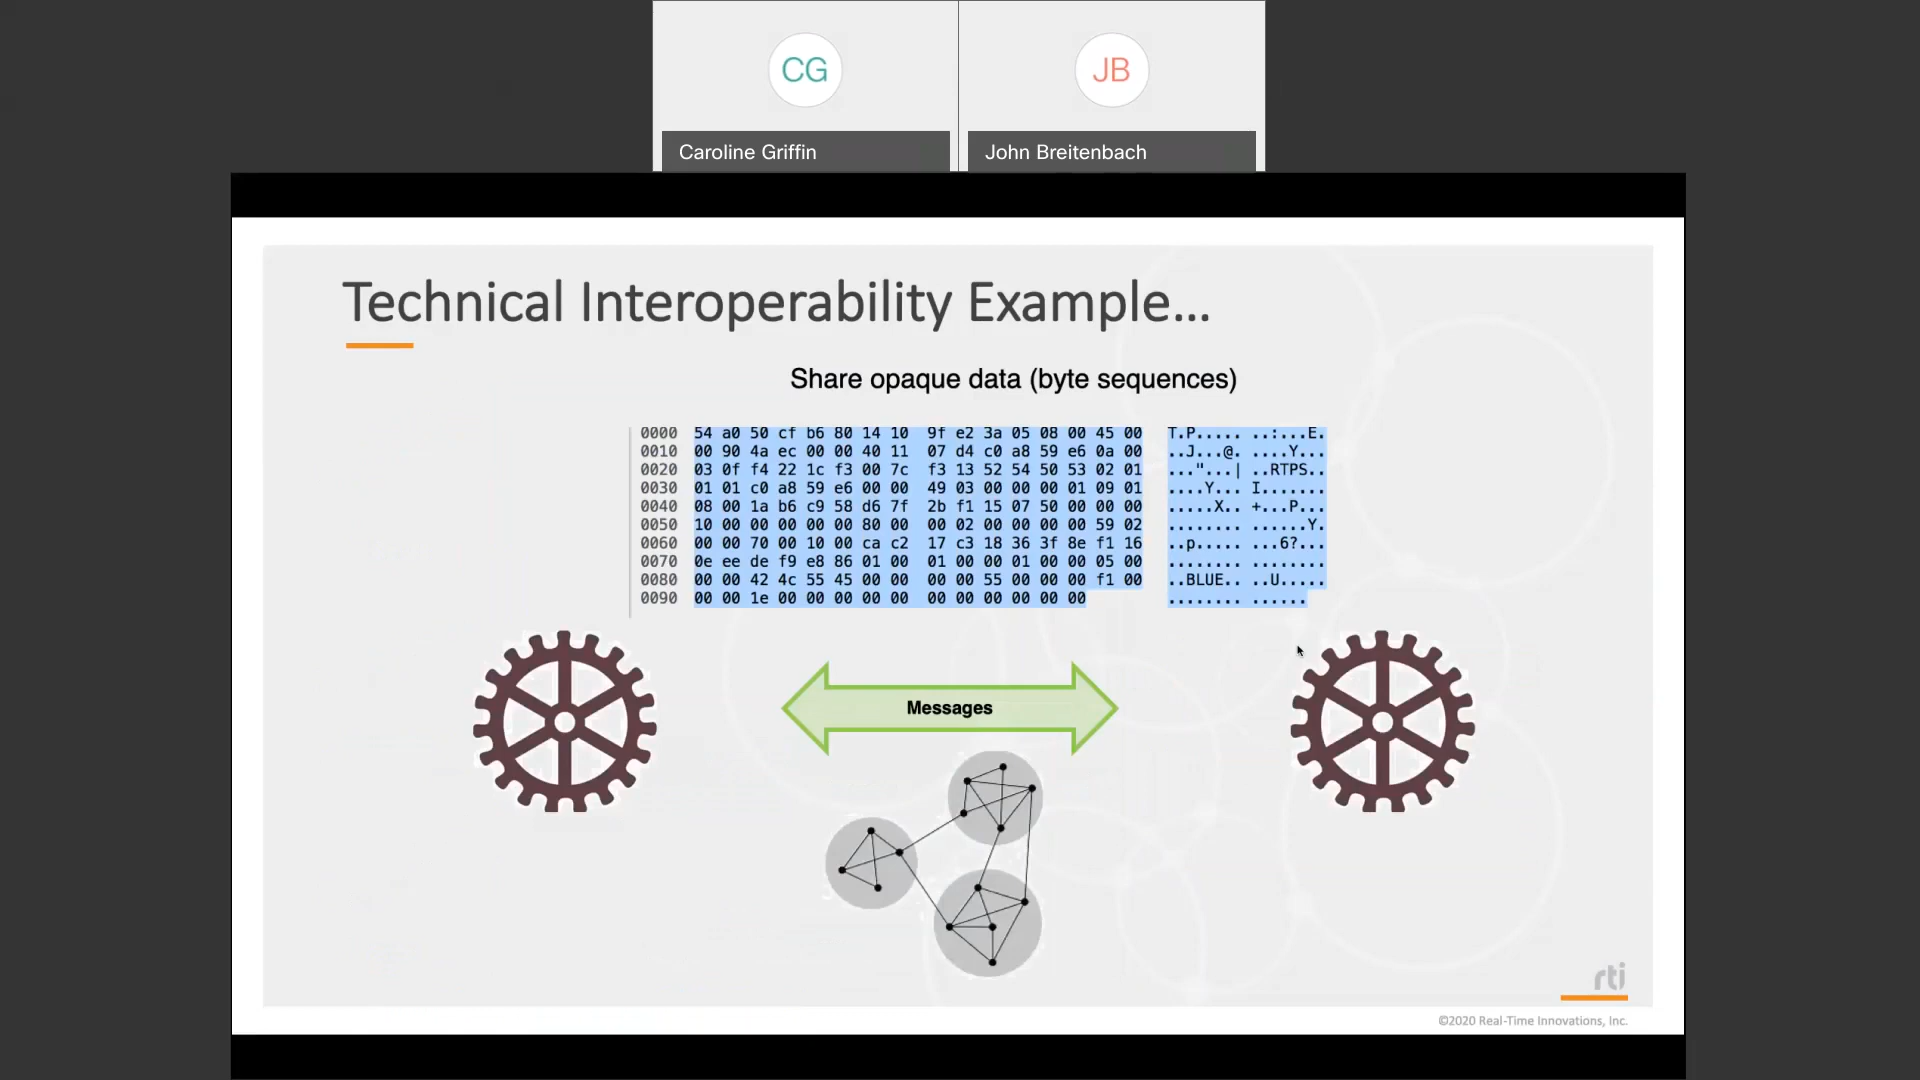 CG
JB
Caroline Griffin
John Breitenbach
Technical Interoperability Example...
Share opaque data (byte sequences)
0000 54 a0 50 cf b6 80 14 10 9f e2 3a 05 08 00 45 00 T.P..... ..:...E.
0010 00 90 4a ec 00 00 40 11 07 d4 c0 a8 59 e6 0a 00 ..J...@. ....Y...
0020 03 0f f4 22 1c f3 00 7c f3 13 52 54 50 53 02 01 ..."...| ..RTPS..
0030 01 01 c0 a8 59 e6 00 00 49 03 00 00 00 01 09 01 ....Y... I.......
0040 08 00 1a b6 c9 58 d6 7f 2b f1 15 07 50 00 00 00 .....X.. +...P...
0050 10 00 00 00 00 00 80 00 00 02 00 00 00 00 59 02 ........ ......Y.
0060 00 00 70 00 10 00 ca c2 17 c3 18 36 3f 8e f1 16 ..p..... ...6?...
0070 0e ee de f9 e8 86 01 00 01 00 00 01 00 00 05 00 ........ ........
0080 00 00 42 4c 55 45 00 00 00 00 55 00 00 00 f1 00 ..BLUE.. ..U.....
0090 00 00 1e 00 00 00 00 00 00 00 00 00 00 00 ........ ......
Messages
rti
©2020 Real-Time Innovations, Inc.